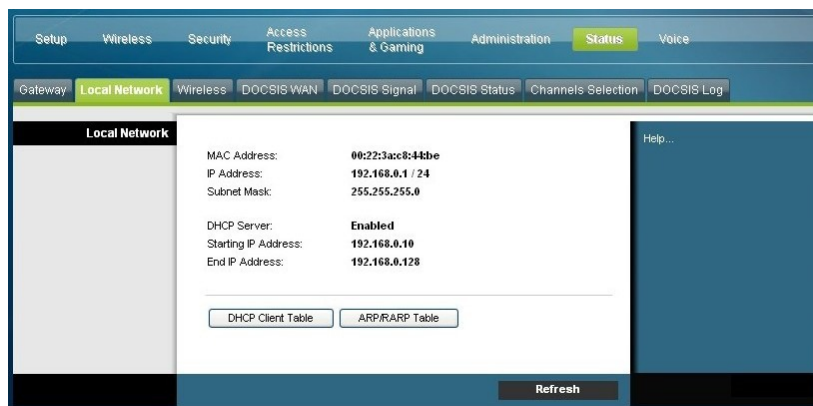 Setup Wireless Security Access Restrictions Applications & Gaming Administration Status Voice
Gateway Local Network Wireless DOCSIS WAN DOCSIS Signal DOCSIS Status Channels Selection DOCSIS Log
Local Network
Help...
MAC Address: 00:22:3a:c8:44:be
IP Address: 192.168.0.1 / 24
Subnet Mask: 255.255.255.0
DHCP Server: Enabled
Starting IP Address: 192.168.0.10
End IP Address: 192.168.0.128
DHCP Client Table ARP/RARP Table
Refresh